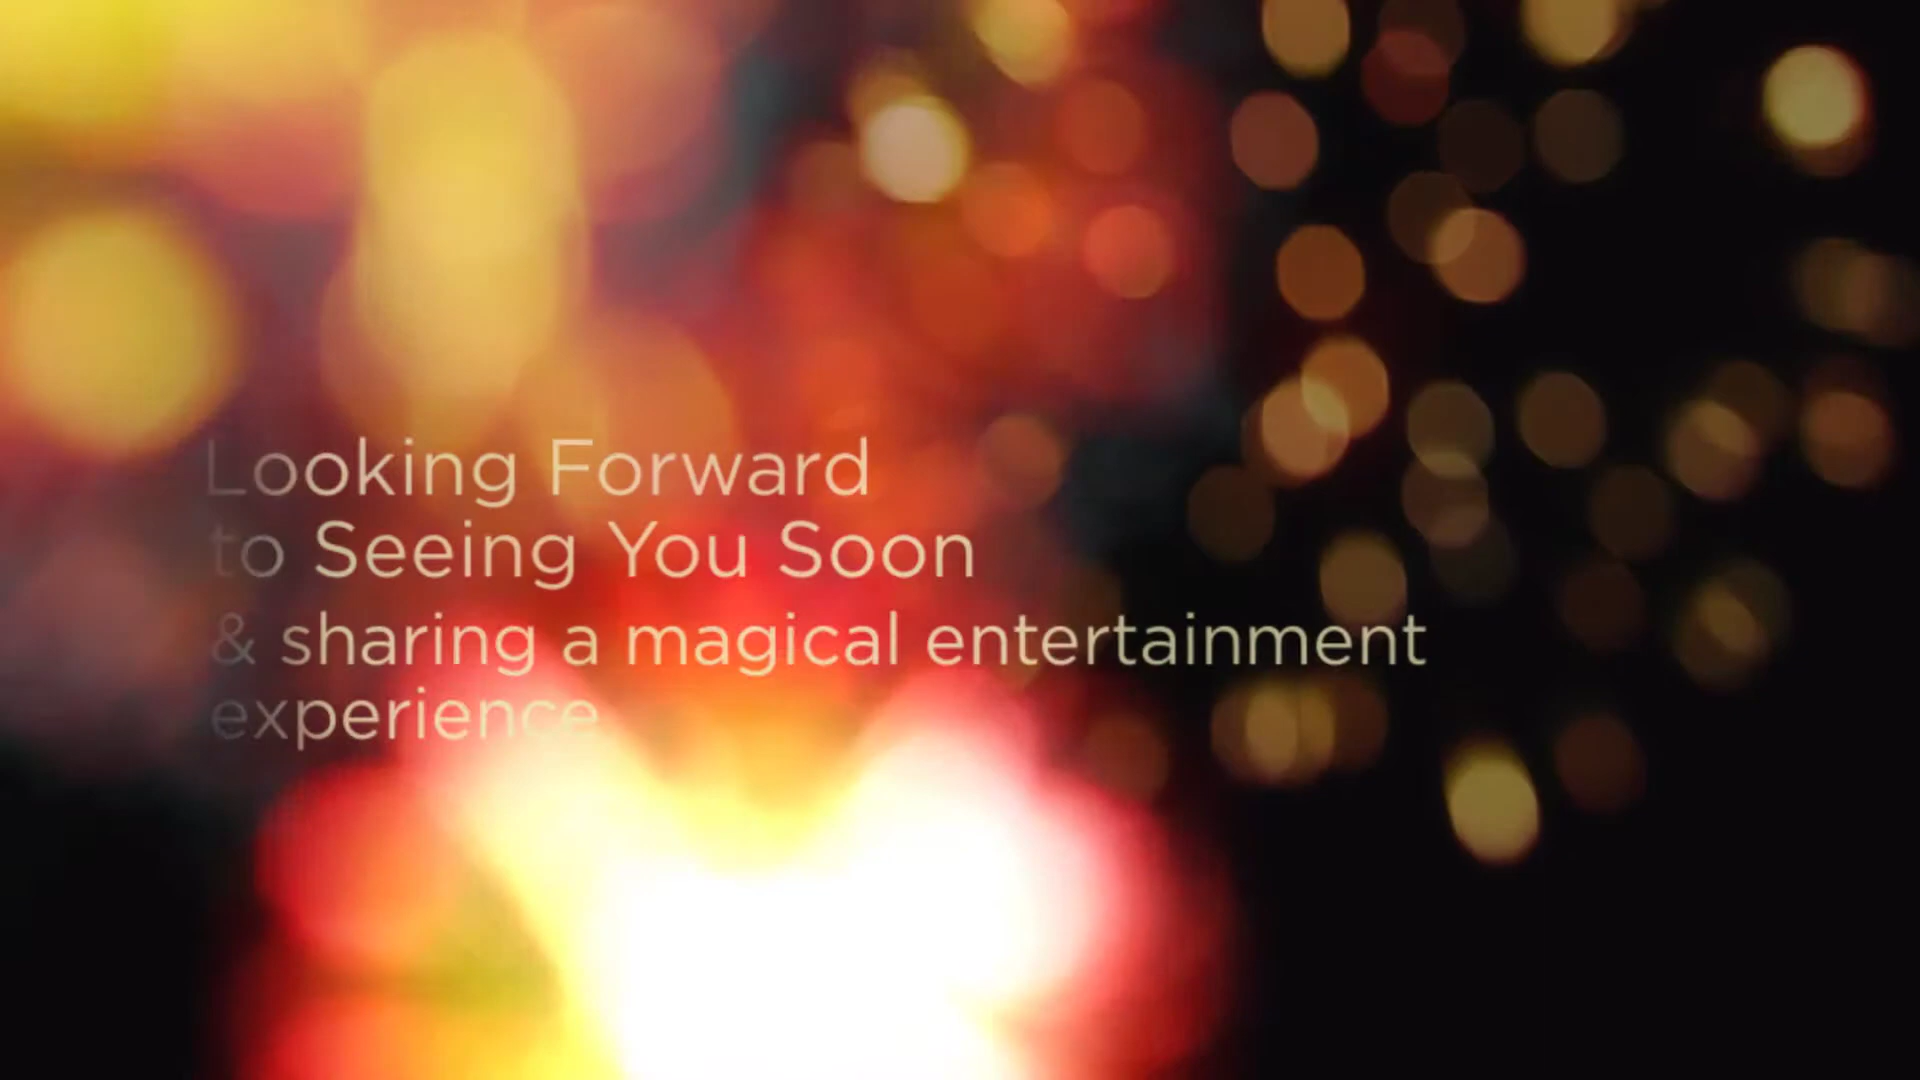 Looking Forward
to Seeing You Soon
& sharing a magical entertainment
experience